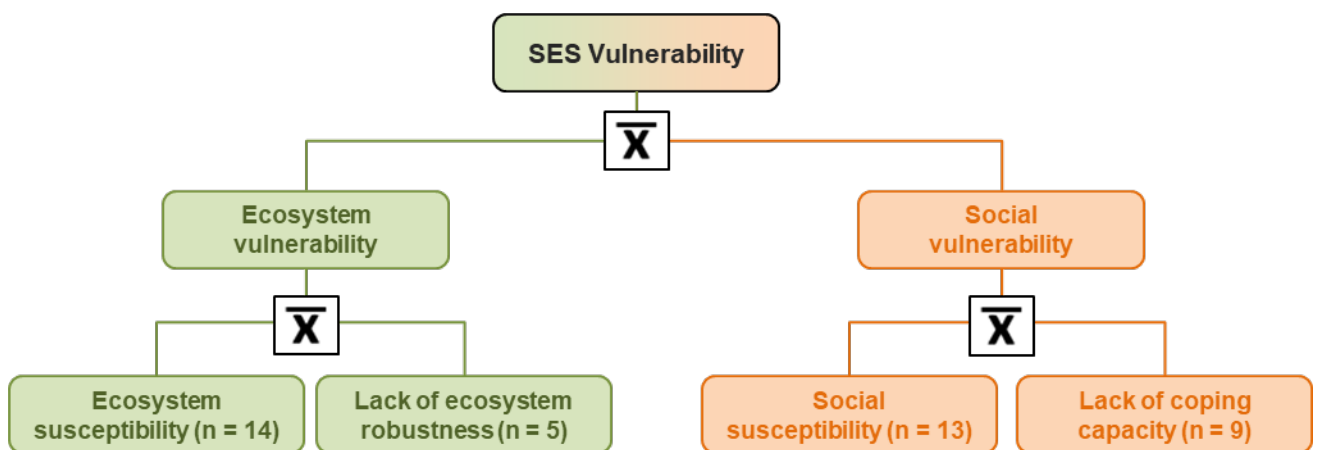 SES Vulnerability
X̅
Ecosystem
vulnerability
Social
vulnerability
X̅
X̅
Ecosystem
susceptibility (n = 14)
Lack of ecosystem
robustness (n = 5)
Social
susceptibility (n = 13)
Lack of coping
capacity (n = 9)